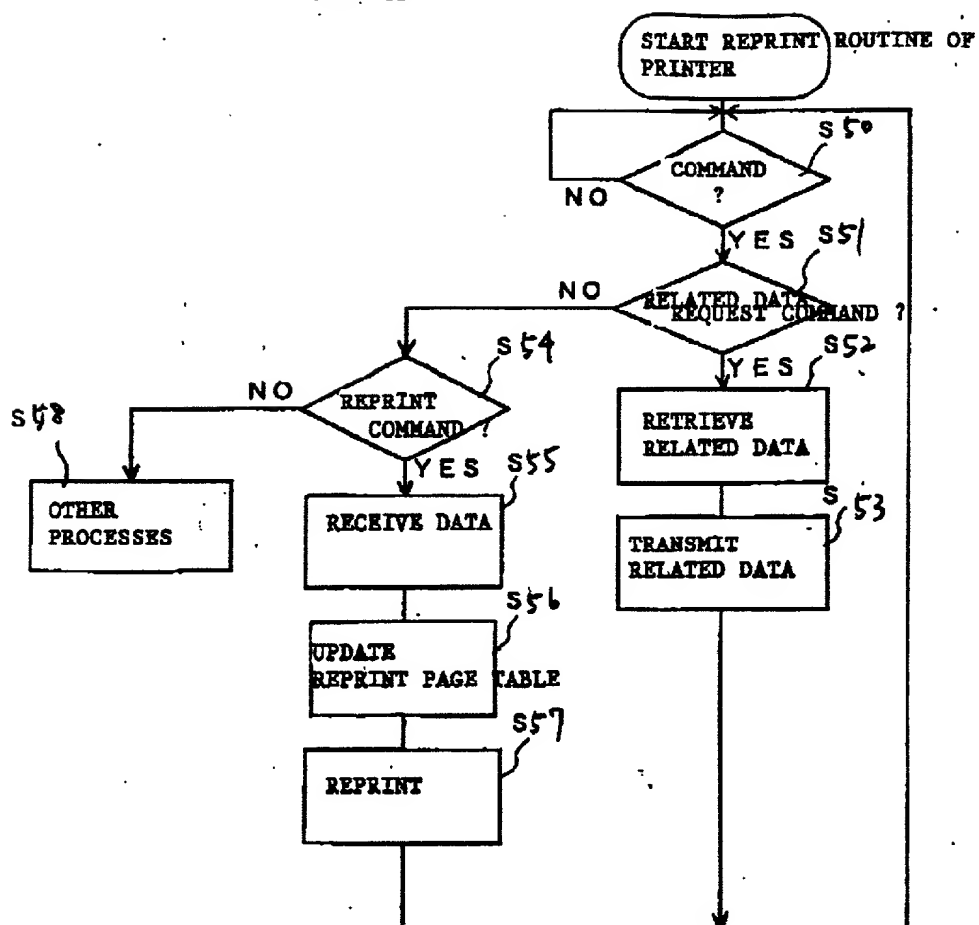 START REPRINT ROUTINE OF
PRINTER
S50
COMMAND
?
NO
YES
S51
NO
RELATED DATA
REQUEST COMMAND ?
YES
S52
S54
NO
REPRINT
COMMAND ?
RETRIEVE
RELATED DATA
S58
YES
S55
OTHER
PROCESSES
RECEIVE DATA
S53
TRANSMIT
RELATED DATA
S56
UPDATE
REPRINT PAGE TABLE
S57
REPRINT